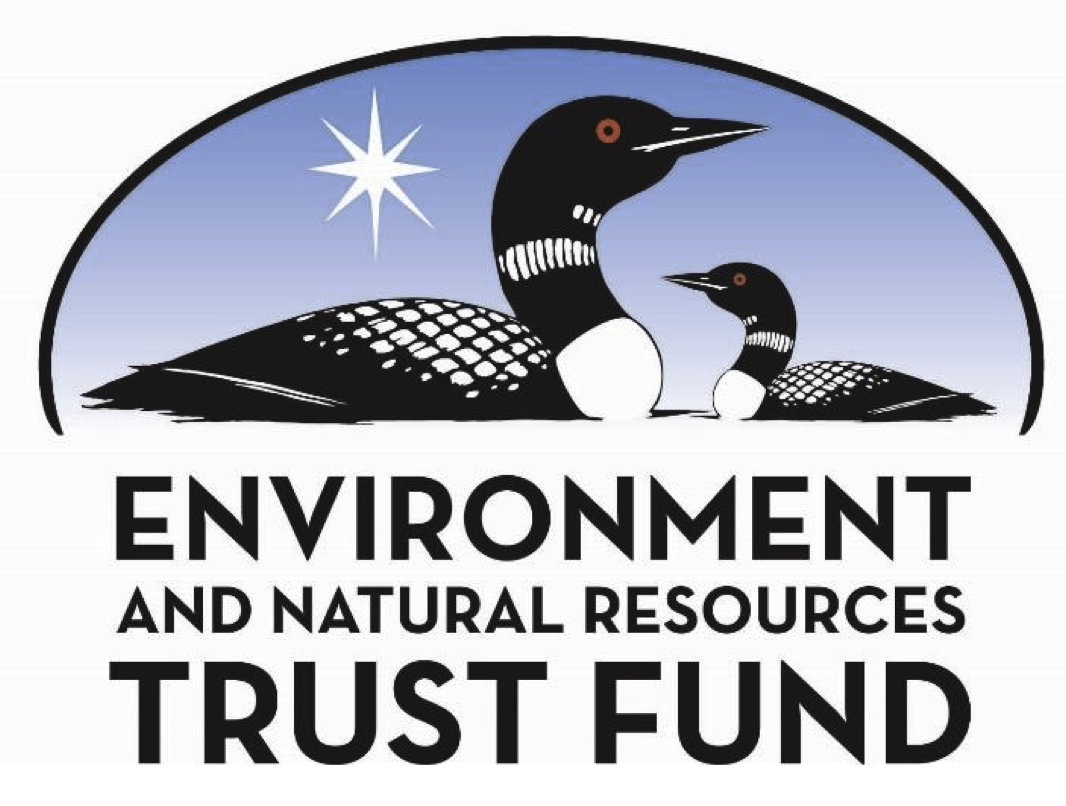 ENVIRONMENT
AND NATURAL RESOURCES
TRUST FUND